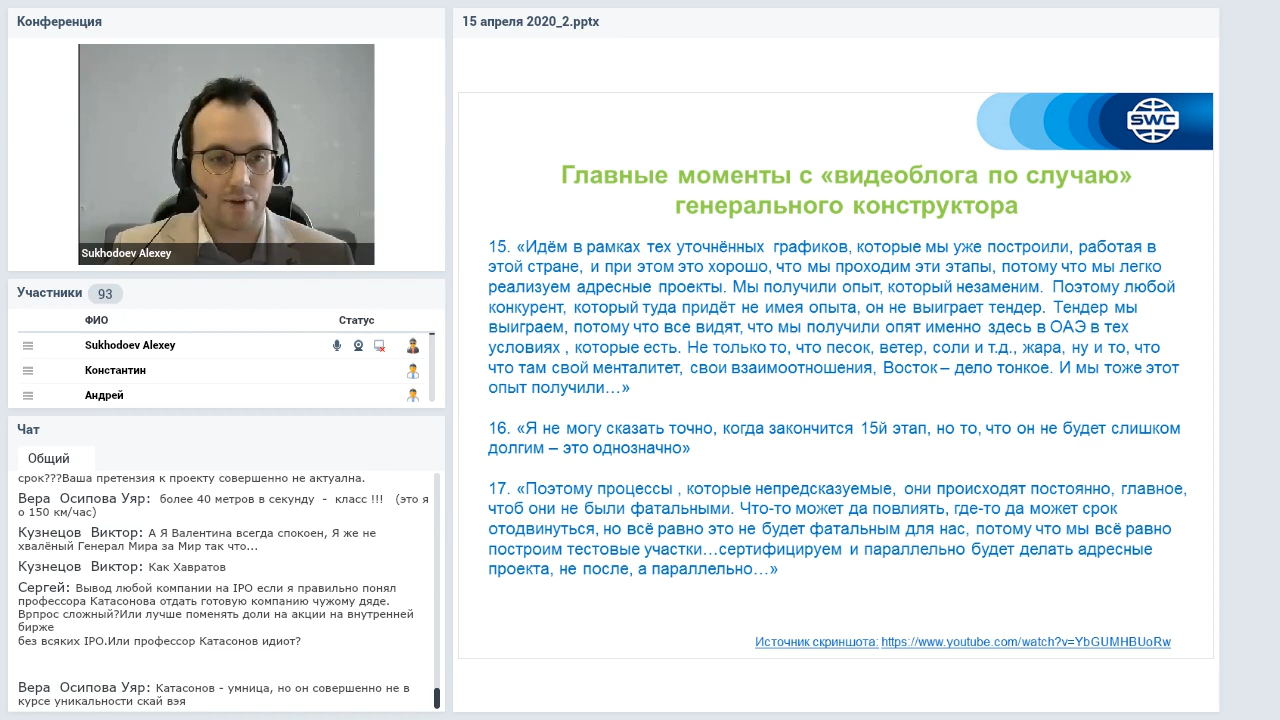 Конференция
Sukhodoev Alexey
Участники 93
ФИО Статус
Sukhodoev Alexey
Константин
Андрей
Чат
Общий
срок???Ваша претензия к проекту совершенно не актуальна.
Вера Осипова Уяр: более 40 метров в секунду - класс !!! (это я
о 150 км/час)
Кузнецов Виктор: А Я Валентина всегда спокоен, Я же не
хвалёный Генерал Мира за Мир так что...
Кузнецов Виктор: Как Хавратов
Сергей: Вывод любой компании на IPO если я правильно понял
профессора Катасонова отдать готовую компанию чужому дяде.
Врпрос сложный?Или лучше поменять доли на акции на внутренней
бирже
без всяких IPO.Или профессор Катасонов идиот?
Вера Осипова Уяр: Катасонов - умница, но он совершенно не в
курсе уникальности скай вэя
15 апреля 2020_2.pptx
SWC
Главные моменты с «видеоблога по случаю»
генерального конструктора
15. «Идём в рамках тех уточнённых графиков, которые мы уже построили, работая в
этой стране, и при этом это хорошо, что мы проходим эти этапы, потому что мы легко
реализуем адресные проекты. Мы получили опыт, который незаменим. Поэтому любой
конкурент, который туда придёт не имея опыта, он не выиграет тендер. Тендер мы
выиграем, потому что все видят, что мы получили опят именно здесь в ОАЭ в тех
условиях , которые есть. Не только то, что песок, ветер, соли и т.д., жара, ну и то, что
что там свой менталитет, свои взаимоотношения, Восток – дело тонкое. И мы тоже этот
опыт получили…»
16. «Я не могу сказать точно, когда закончится 15й этап, но то, что он не будет слишком
долгим – это однозначно»
17. «Поэтому процессы , которые непредсказуемые, они происходят постоянно, главное,
чтоб они не были фатальными. Что-то может да повлиять, где-то да может срок
отодвинуться, но всё равно это не будет фатальным для нас, потому что мы всё равно
построим тестовые участки…сертифицируем и параллельно будет делать адресные
проекта, не после, а параллельно…»
Источник скриншота: https://www.youtube.com/watch?v=YbGUMHBUoRw